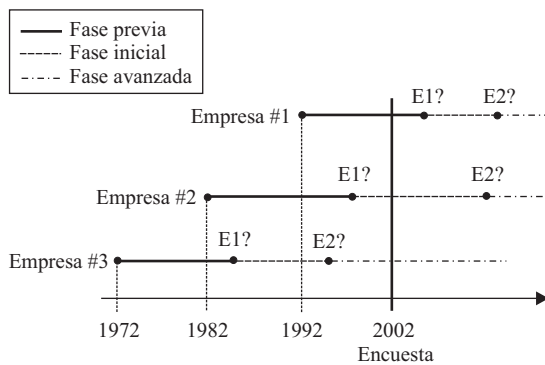 Fase previa
Fase inicial
Fase avanzada
E1? E2?
Empresa #1
E1? E2?
Empresa #2
E1? E2?
Empresa #3
1972 1982 1992 2002
Encuesta